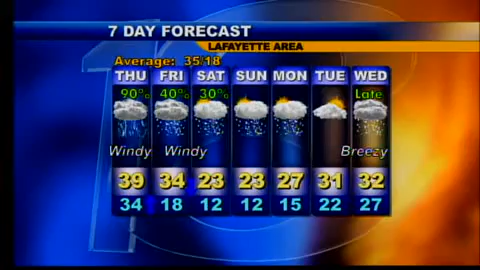 7 DAY FORECAST
LAFAYETTE AREA
Average: 35/18
THU FRI SAT SUN MON TUE WED
90% 40% 30% Late
Windy Windy Breezy
39 34 23 23 27 31 32
34 18 12 12 15 22 27